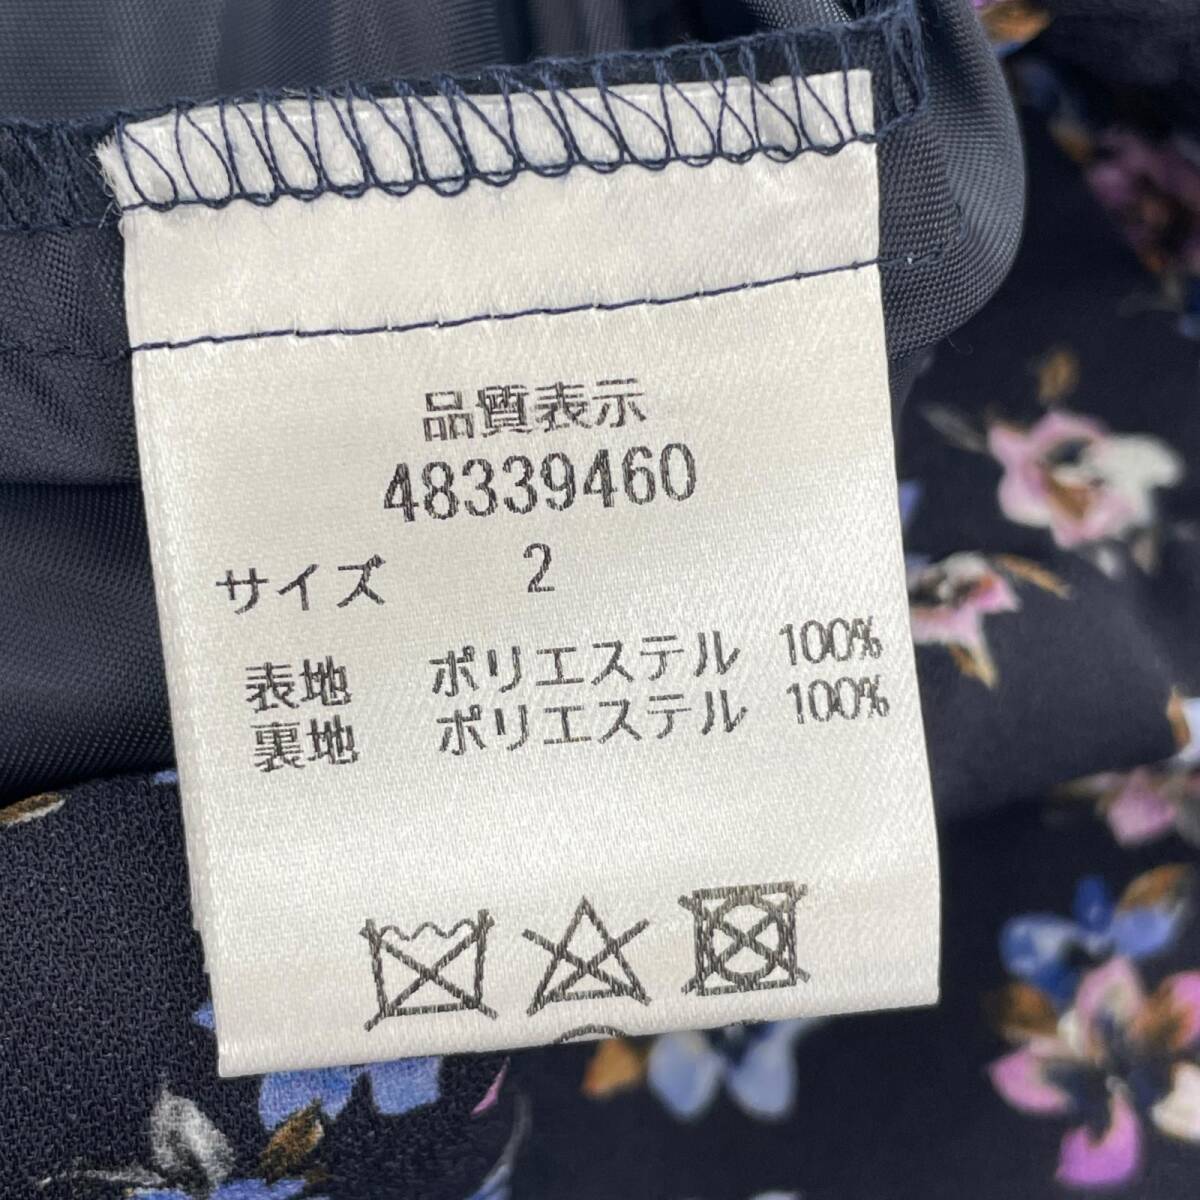 品質表示
48339460
サイズ 2
表地 ポリエステル 100%
裏地 ポリエステル 100%